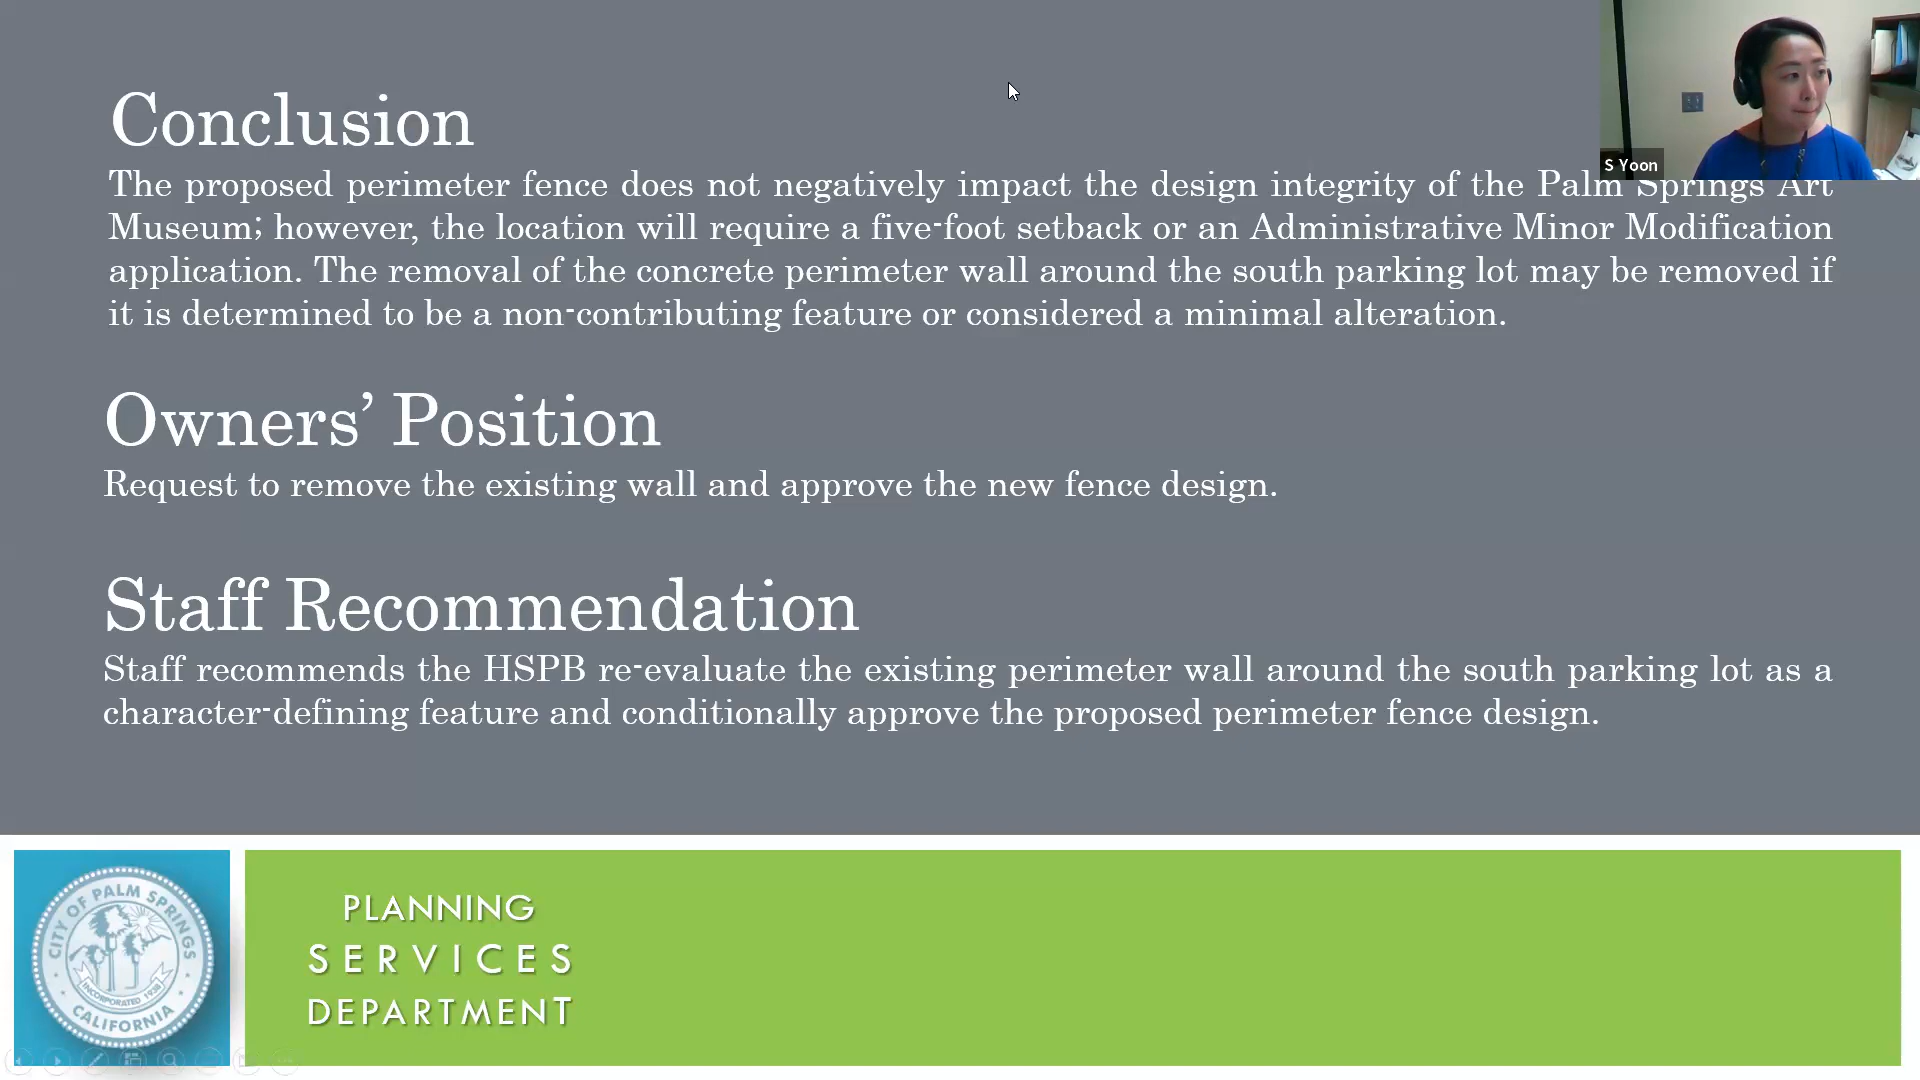 Conclusion
The proposed perimeter fence does not negatively impact the design integrity of the Palm Springs Art
Museum; however, the location will require a five-foot setback or an Administrative Minor Modification
application. The removal of the concrete perimeter wall around the south parking lot may be removed if
it is determined to be a non-contributing feature or considered a minimal alteration.
Owners’ Position
Request to remove the existing wall and approve the new fence design.
Staff Recommendation
Staff recommends the HSPB re-evaluate the existing perimeter wall around the south parking lot as a
character-defining feature and conditionally approve the proposed perimeter fence design.
S Yoon
CITY OF PALM SPRINGS
INCORPORATED 1938
CALIFORNIA
PLANNING
SERVICES
DEPARTMENT